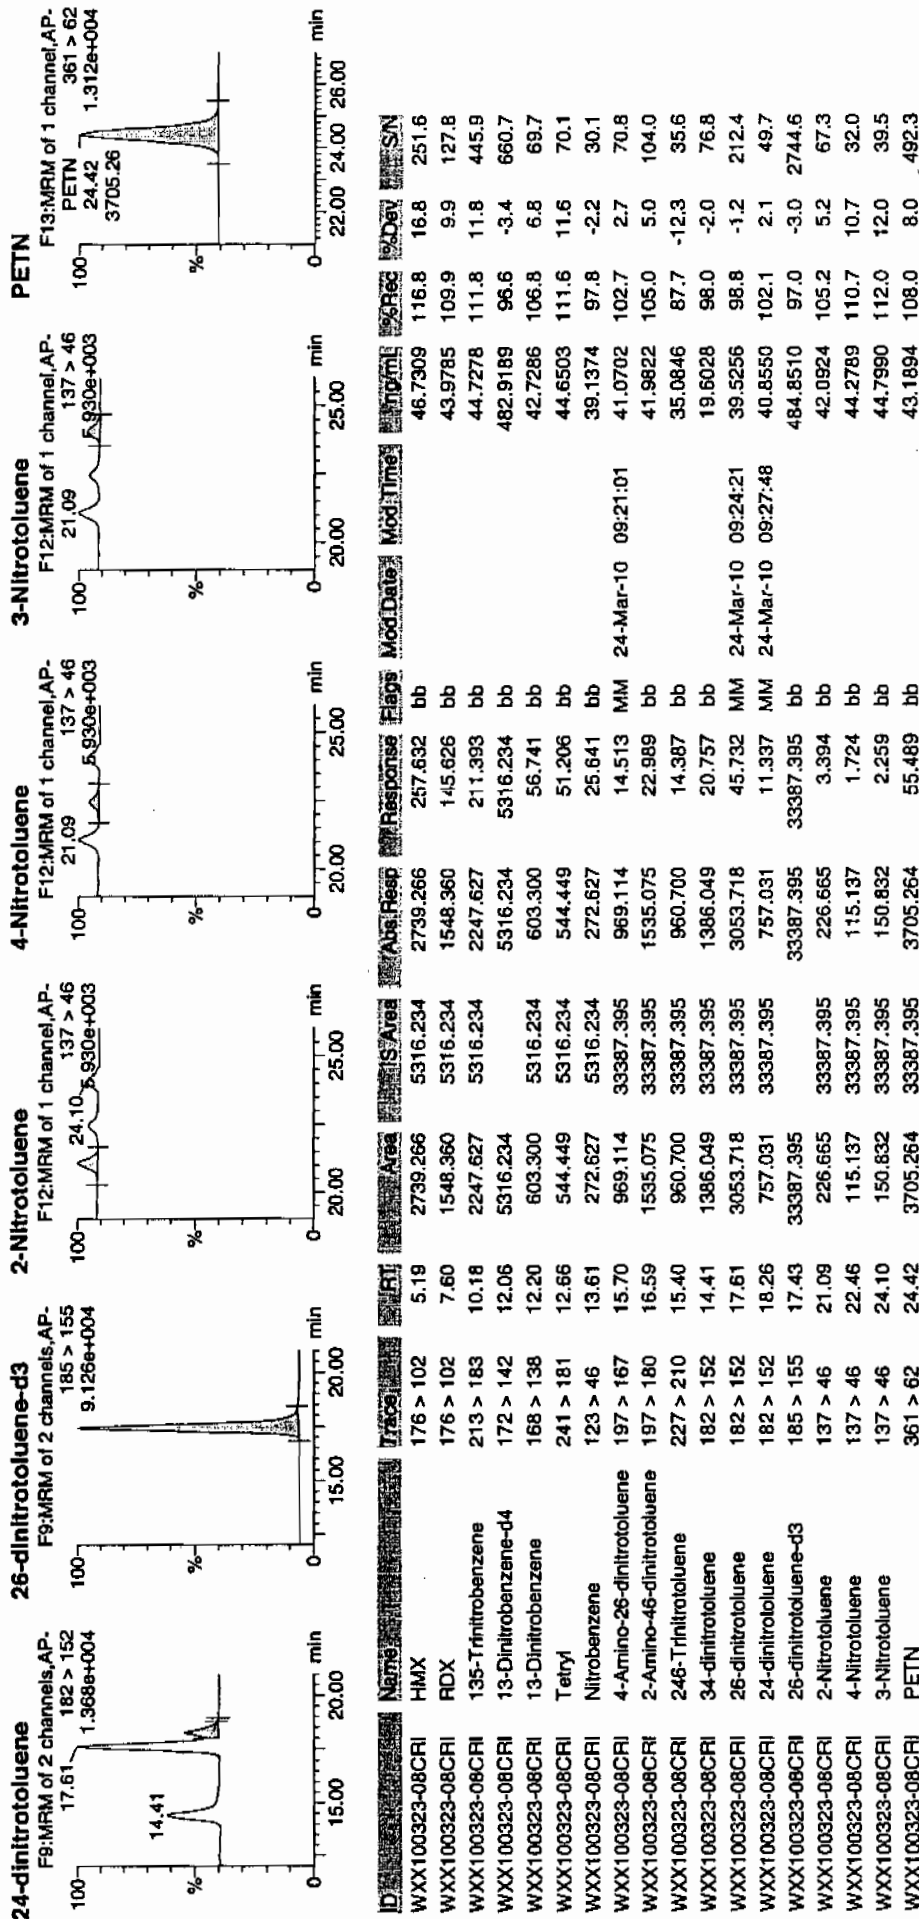 24-dinitrotoluene
F9:MRM of 2 channels,AP-
182 > 152
1.368e+004
17.61
14.41
100
%
0
15.00 20.00 min
26-dinitrotoluene-d3
F9:MRM of 2 channels,AP-
185 > 155
9.126e+004
100
%
0
15.00 20.00 min
2-Nitrotoluene
F12:MRM of 1 channel,AP-
137 > 46
5.930e+003
24.10
100
%
0
20.00 25.00 min
4-Nitrotoluene
F12:MRM of 1 channel,AP-
137 > 46
5.930e+003
21.09
100
%
0
20.00 25.00 min
3-Nitrotoluene
F12:MRM of 1 channel,AP-
137 > 46
5.930e+003
21.09
100
%
0
20.00 25.00 min
PETN
F13:MRM of 1 channel,AP-
361 > 62
1.312e+004
PETN
24.42
3705.26
100
%
0
22.00 24.00 26.00 min
ID Name Trace RT Area IS Area Abs.Resp Response Flags Mod.Date Mod.Time ng/mL %Rec %Dev S/N
WXX100323-08CRI HMX 176 > 102 5.19 2739.266 5316.234 2739.266 257.632 bb 46.7309 116.8 16.8 251.6
WXX100323-08CRI RDX 176 > 102 7.60 1548.360 5316.234 1548.360 145.626 bb 43.9785 109.9 9.9 127.8
WXX100323-08CRI 135-Trinitrobenzene 213 > 183 10.18 2247.627 5316.234 2247.627 211.393 bb 44.7278 111.8 11.8 445.9
WXX100323-08CRI 13-Dinitrobenzene-d4 172 > 142 12.06 5316.234 5316.234 5316.234 bb 482.9189 96.6 -3.4 660.7
WXX100323-08CRI 13-Dinitrobenzene 168 > 138 12.20 603.300 5316.234 603.300 56.741 bb 42.7286 106.8 6.8 69.7
WXX100323-08CRI Tetryl 241 > 181 12.66 544.449 5316.234 544.449 51.206 bb 44.6503 111.6 11.6 70.1
WXX100323-08CRI Nitrobenzene 123 > 46 13.61 272.627 5316.234 272.627 25.641 bb 39.1374 97.8 -2.2 30.1
WXX100323-08CRI 4-Amino-26-dinitrotoluene 197 > 167 15.70 969.114 33387.395 969.114 14.513 MM 24-Mar-10 09:21:01 41.0702 102.7 2.7 70.8
WXX100323-08CRI 2-Amino-46-dinitrotoluene 197 > 180 16.59 1535.075 33387.395 1535.075 22.989 bb 41.9822 105.0 5.0 104.0
WXX100323-08CRI 246-Trinitrotoluene 227 > 210 15.40 960.700 33387.395 960.700 14.387 bb 35.0846 87.7 -12.3 35.6
WXX100323-08CRI 34-dinitrotoluene 182 > 152 14.41 1386.049 33387.395 1386.049 20.757 bb 19.6028 98.0 -2.0 76.8
WXX100323-08CRI 26-dinitrotoluene 182 > 152 17.61 3053.718 33387.395 3053.718 45.732 MM 24-Mar-10 09:24:21 39.5256 98.8 -1.2 212.4
WXX100323-08CRI 24-dinitrotoluene 182 > 152 18.26 757.031 33387.395 757.031 11.337 MM 24-Mar-10 09:27:48 40.8550 102.1 2.1 49.7
WXX100323-08CRI 26-dinitrotoluene-d3 185 > 155 17.43 33387.395 33387.395 33387.395 bb 484.8510 97.0 -3.0 2744.6
WXX100323-08CRI 2-Nitrotoluene 137 > 46 21.09 226.665 33387.395 226.665 3.394 bb 42.0924 105.2 5.2 67.3
WXX100323-08CRI 4-Nitrotoluene 137 > 46 22.46 115.137 33387.395 115.137 1.724 bb 44.2789 110.7 10.7 32.0
WXX100323-08CRI 3-Nitrotoluene 137 > 46 24.10 150.832 33387.395 150.832 2.259 bb 44.7990 112.0 12.0 39.5
WXX100323-08CRI PETN 361 > 62 24.42 3705.264 33387.395 3705.264 55.489 bb 43.1894 108.0 8.0 492.3